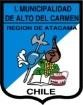 I. MUNICIPALIDAD
DE ALTO DEL CARMEN
REGION DE ATACAMA
CHILE